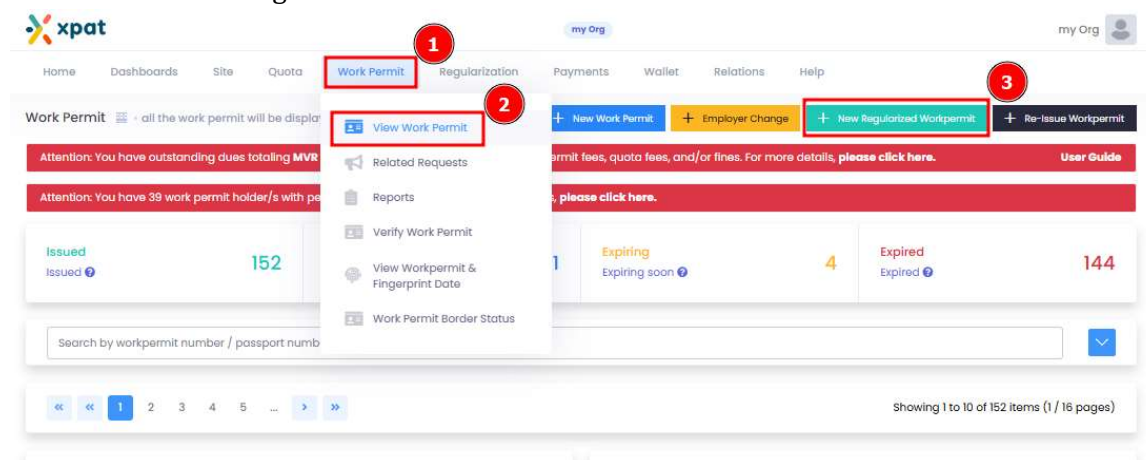 xpat
my Org
my Org
1
Home Dashboards Site Quota Work Permit Regularization Payments Wallet Relations Help
3
2
Work Permit - all the work permit will be
New Work Permit
Employer Change
New Regularized Workpermit
Re-Issue Workpermit
View Work Permit
Attention: You have outstanding dues totaling MVR
permit fees, quota fees, and/or fines. For more details, please click here.
User Guide
Related Requests
Attention: You have 39 work permit holder/s with
please click here.
Reports
Verify Work Permit
View Workpermit &
Fingerprint Date
Work Permit Border Status
Issued
Issued
152
1
Expiring
Expiring soon
4
Expired
Expired
144
Search by workpermit number / passport
« « 1 2 3 4 5 ... › »
Showing 1 to 10 of 152 items (1 / 16 pages)